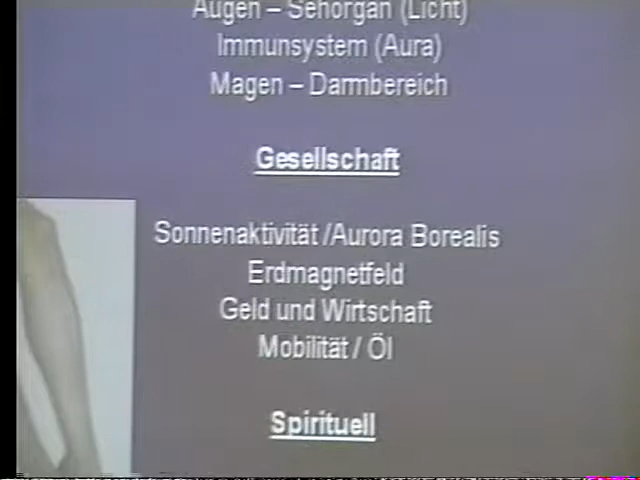 Augen – Sehorgan (Licht)
Immunsystem (Aura)
Magen – Darmbereich
Gesellschaft
Sonnenaktivität /Aurora Borealis
Erdmagnetfeld
Geld und Wirtschaft
Mobilität / Öl
Spirituell